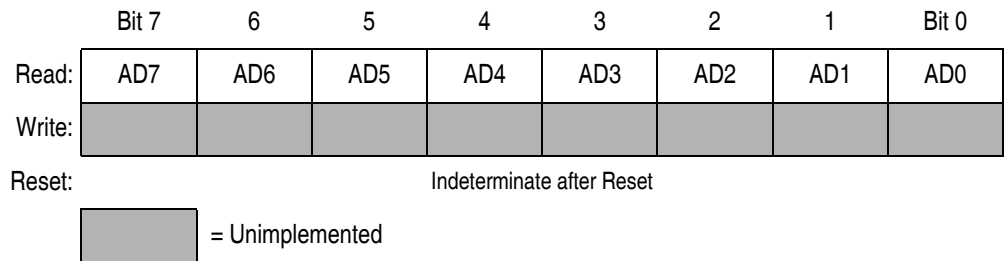 Bit 7 6 5 4 3 2 1 Bit 0
Read: AD7 AD6 AD5 AD4 AD3 AD2 AD1 AD0
Write:
Reset: Indeterminate after Reset
= Unimplemented